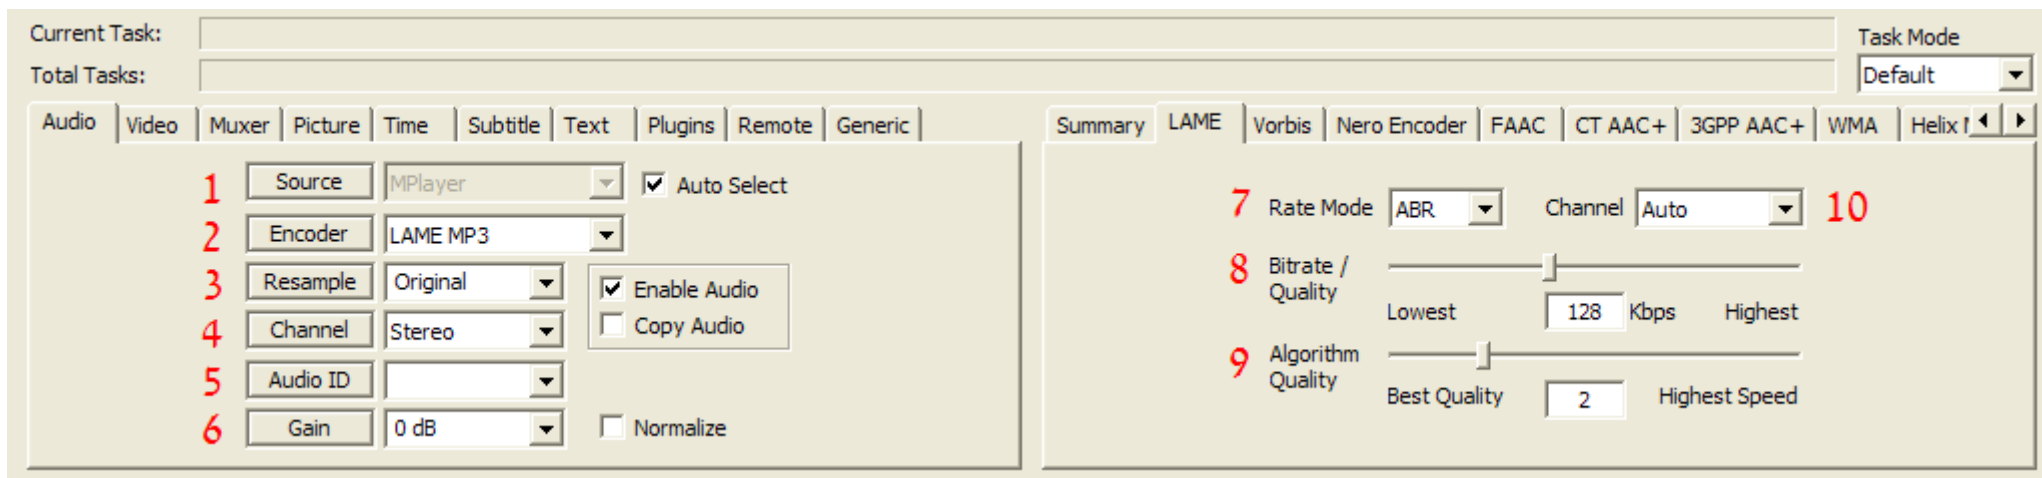 Current Task:
Task Mode
Total Tasks:
Default
Audio Video Muxer Picture Time Subtitle Text Plugins Remote Generic
1 Source MPlayer Auto Select
2 Encoder LAME MP3
3 Resample Original Enable Audio
4 Channel Stereo Copy Audio
5 Audio ID
6 Gain 0 dB Normalize
Summary LAME Vorbis Nero Encoder FAAC CT AAC+ 3GPP AAC+ WMA Helix
7 Rate Mode ABR Channel Auto 10
8 Bitrate /
Quality
Lowest 128 Kbps Highest
9 Algorithm
Quality
Best Quality 2 Highest Speed